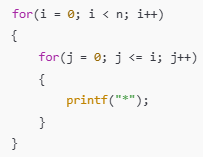 for(i = 0; i < n; i++)
{
    for(j = 0; j <= i; j++)
    {
        printf("*");
    }
}